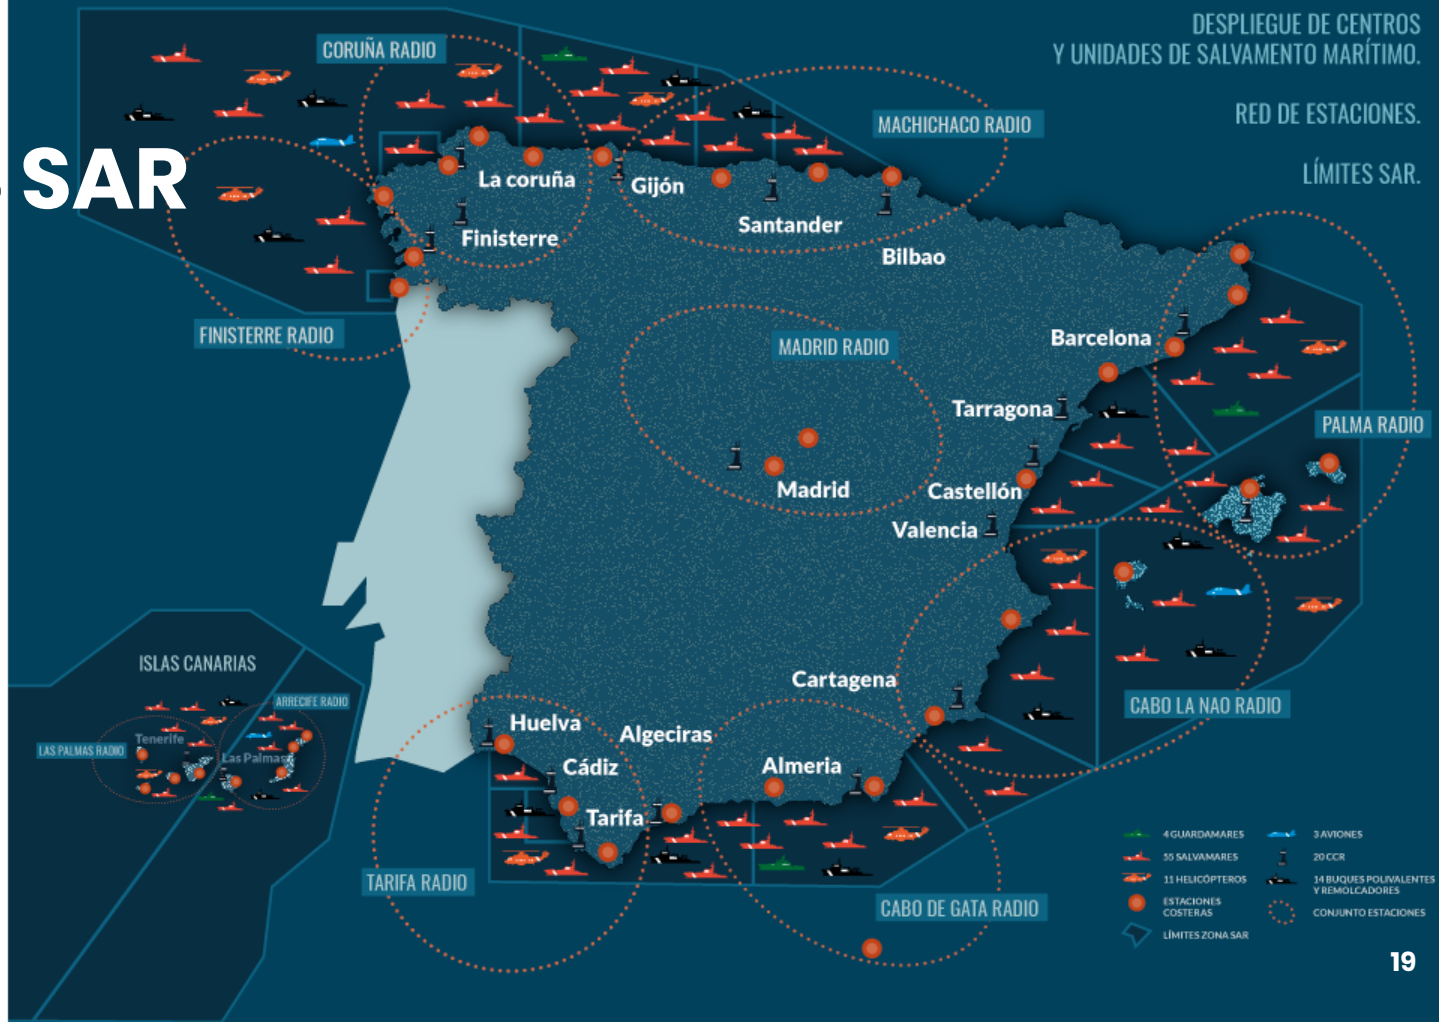 DESPLIEGUE DE CENTROS
Y UNIDADES DE SALVAMENTO MARÍTIMO.
RED DE ESTACIONES.
LÍMITES SAR.
SAR
CORUÑA RADIO
MACHICHACO RADIO
La coruña
Gijón
Santander
Finisterre
Bilbao
FINISTERRE RADIO
MADRID RADIO
Barcelona
Tarragona
PALMA RADIO
Madrid
Castellón
Valencia
ISLAS CANARIAS
Cartagena
ARRECIFE RADIO
CABO LA NAO RADIO
Huelva
Algeciras
Tenerife
LAS PALMAS RADIO
Las Palmas
Cádiz
Almeria
Tarifa
TARIFA RADIO
CABO DE GATA RADIO
4 GUARDAMARES
3 AVIONES
55 SALVAMARES
20 CCR
11 HELICÓPTEROS
14 BUQUES POLIVALENTES
Y REMOLCADORES
ESTACIONES
COSTERAS
CONJUNTO ESTACIONES
LÍMITES ZONA SAR
19